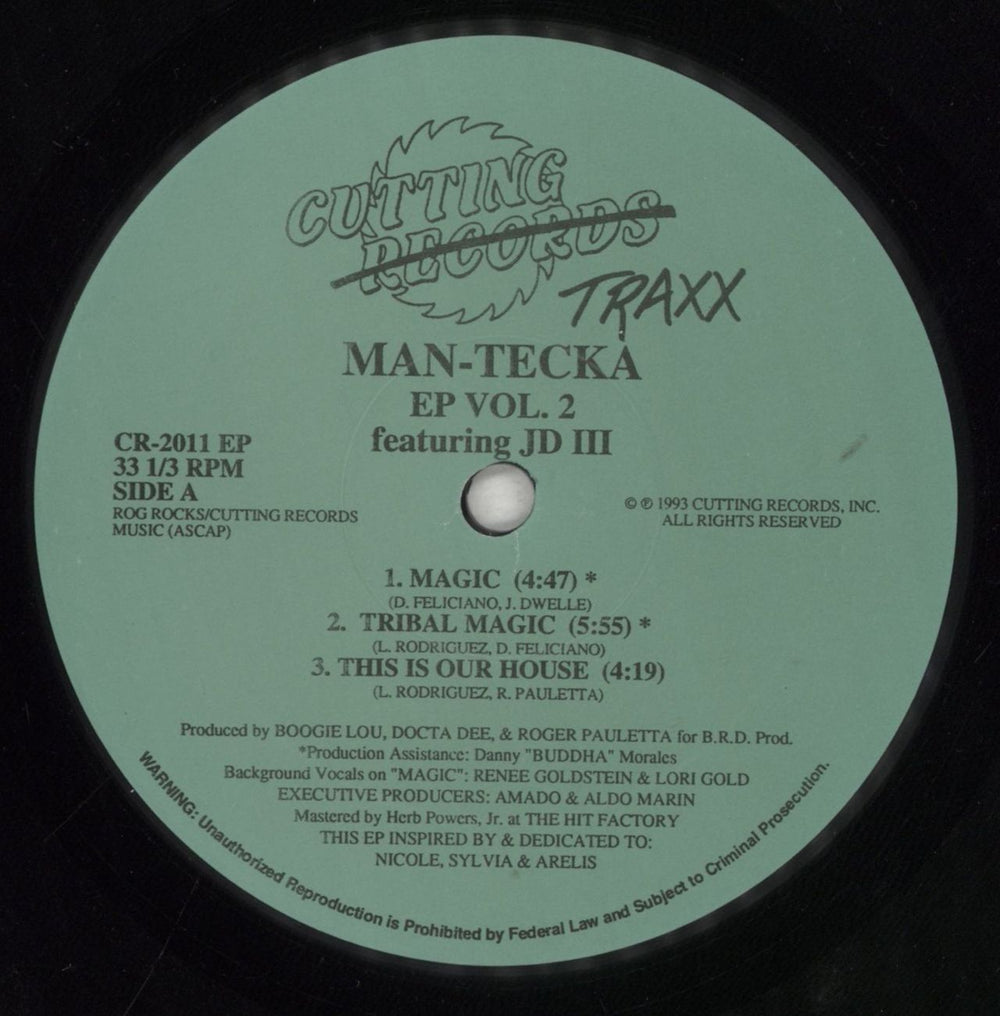 CUTTING
RECORDS
TRAXX
MAN-TECKA
EP VOL. 2
featuring JD III
CR-2011 EP
33 1/3 RPM
SIDE A
ROG ROCKS/CUTTING RECORDS
MUSIC (ASCAP)
© ℗ 1993 CUTTING RECORDS, INC.
ALL RIGHTS RESERVED
1. MAGIC (4:47) *
(D. FELICIANO, J. DWELLE)
2. TRIBAL MAGIC (5:55) *
(L. RODRIGUEZ, D. FELICIANO)
3. THIS IS OUR HOUSE (4:19)
(L. RODRIGUEZ, R. PAULETTA)
Produced by BOOGIE LOU, DOCTA DEE, & ROGER PAULETTA for B.R.D. Prod.
*Production Assistance: Danny "BUDDHA" Morales
Background Vocals on "MAGIC": RENEE GOLDSTEIN & LORI GOLD
EXECUTIVE PRODUCERS: AMADO & ALDO MARIN
Mastered by Herb Powers, Jr. at THE HIT FACTORY
THIS EP INSPIRED BY & DEDICATED TO:
NICOLE, SYLVIA & ARELIS
WARNING: Unauthorized Reproduction is Prohibited by Federal Law and Subject to Criminal Prosecution.